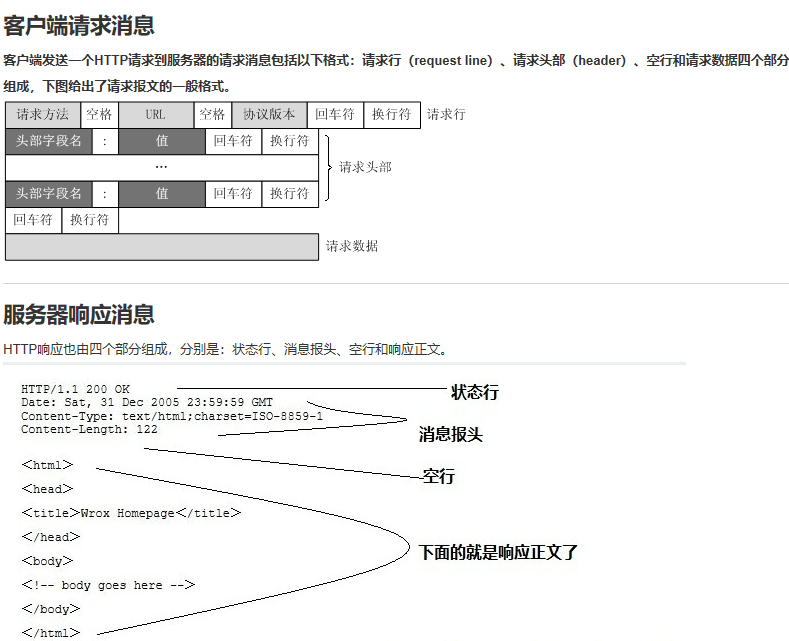 客户端请求消息
客户端发送一个HTTP请求到服务器的请求消息包括以下格式：请求行（request line）、请求头部（header）、空行和请求数据四个部分
组成，下图给出了请求报文的一般格式。
请求方法 空格 URL 空格 协议版本 回车符 换行符 请求行
头部字段名 : 值 回车符 换行符
... 请求头部
头部字段名 : 值 回车符 换行符
回车符 换行符
请求数据
服务器响应消息
HTTP响应也由四个部分组成，分别是：状态行、消息报头、空行和响应正文。
HTTP/1.1 200 OK 状态行
Date: Sat, 31 Dec 2005 23:59:59 GMT
Content-Type: text/html;charset=ISO-8859-1
Content-Length: 122 消息报头
空行
<html>
<head>
<title>Wrox Homepage</title>
</head>
下面的就是响应正文了
<body>
<!-- body goes here -->
</body>
</html>